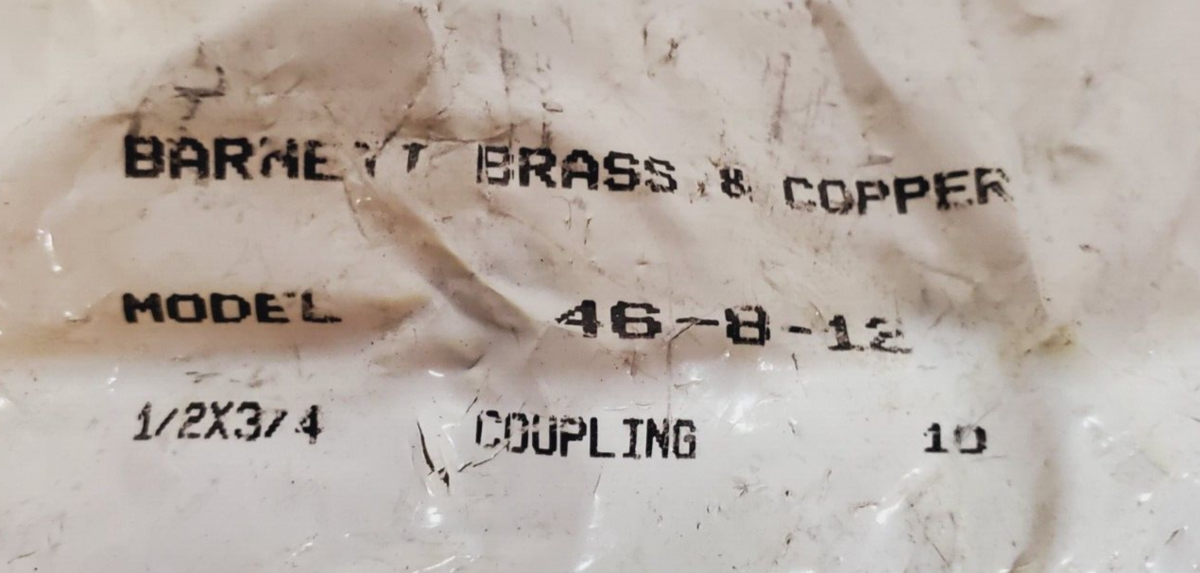 BARNETT BRASS & COPPER
MODEL 46-8-12
1/2X3/4 COUPLING 10